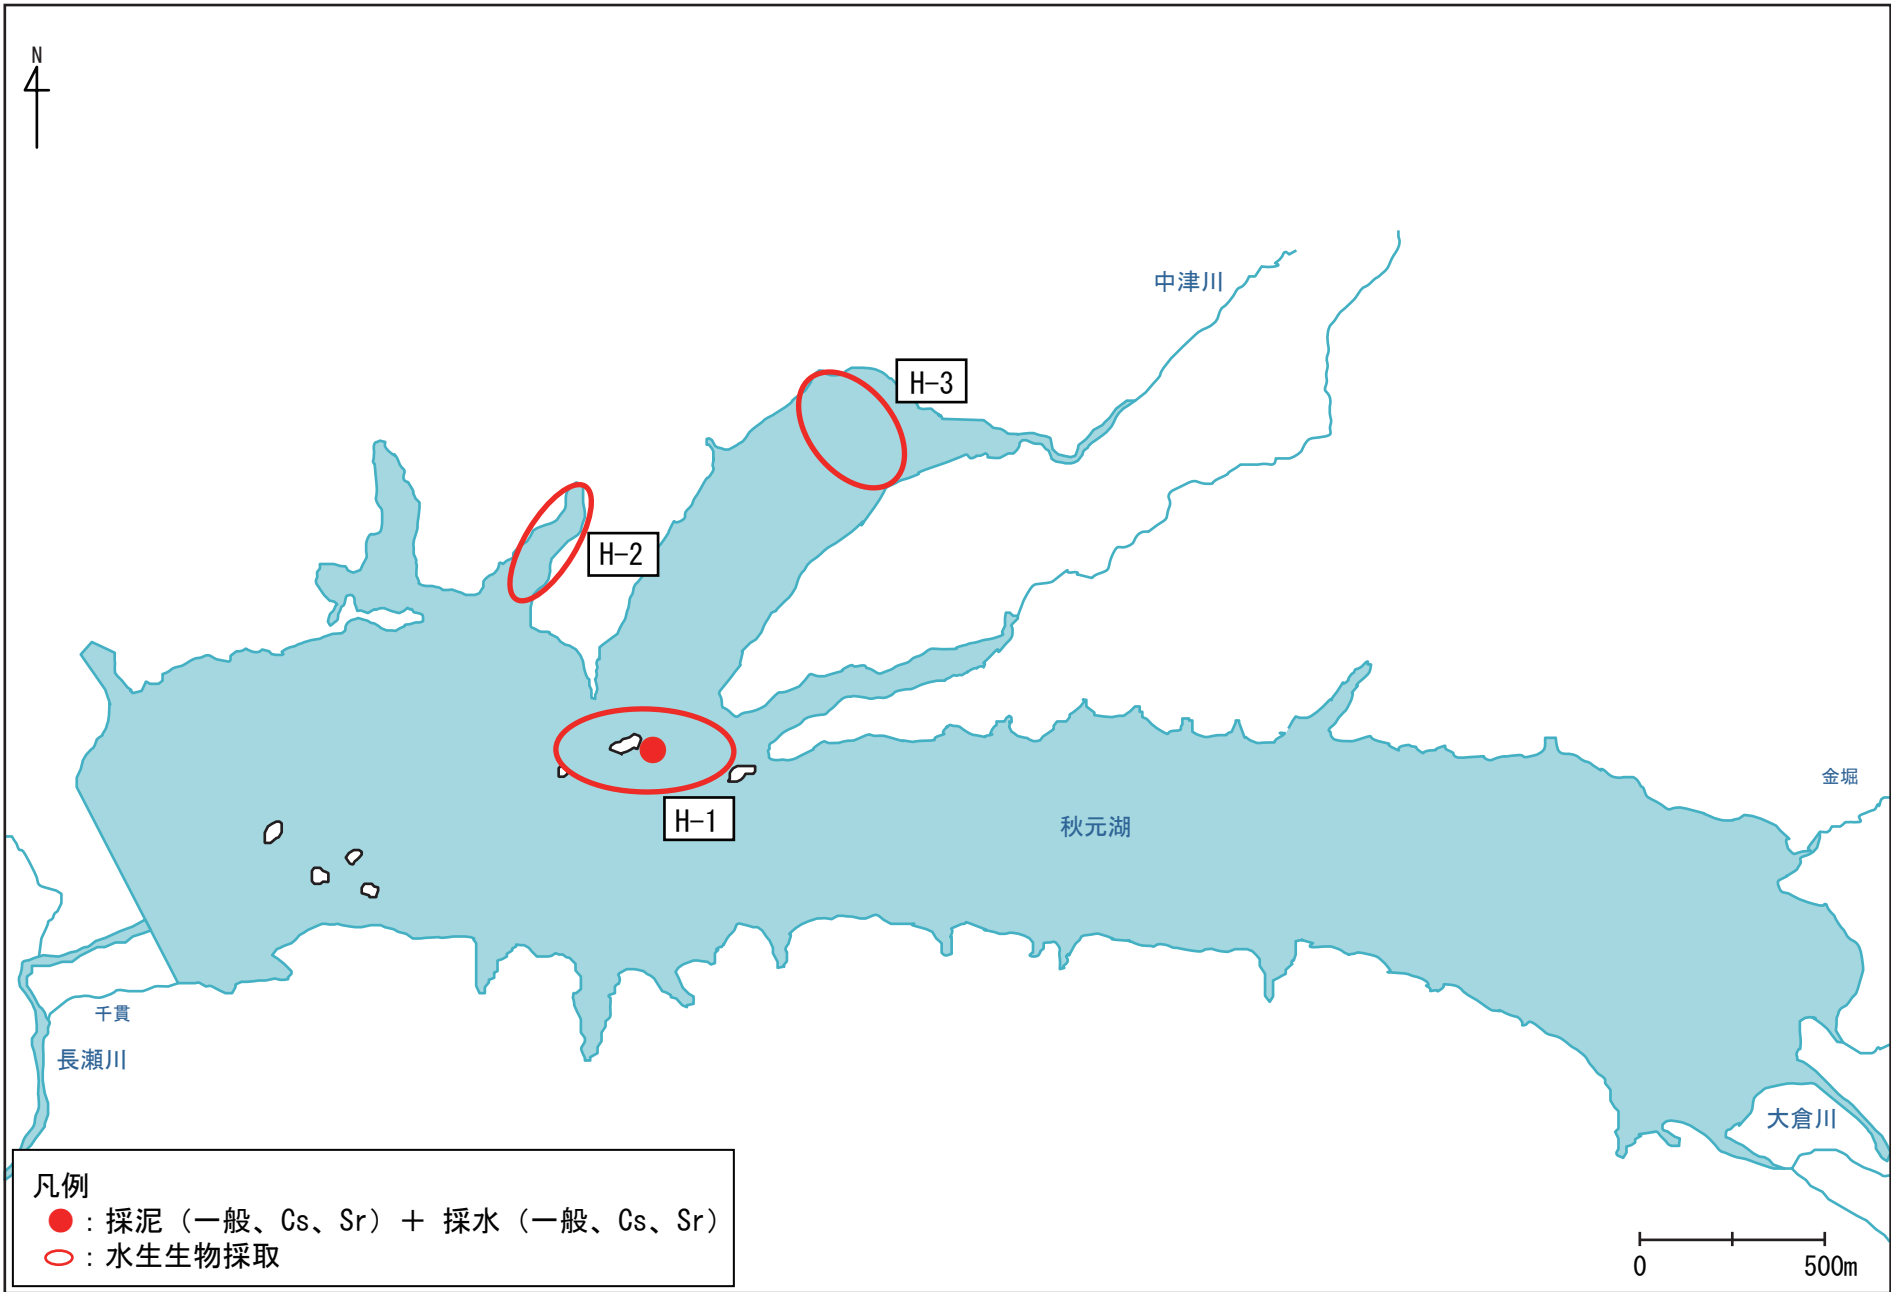 N
中津川
H-3
H-2
金堀
H-1
秋元湖
千貫
長瀬川
大倉川
凡例
：採泥（一般、Cs、Sr）＋ 採水（一般、Cs、Sr）
：水生生物採取
0 500m